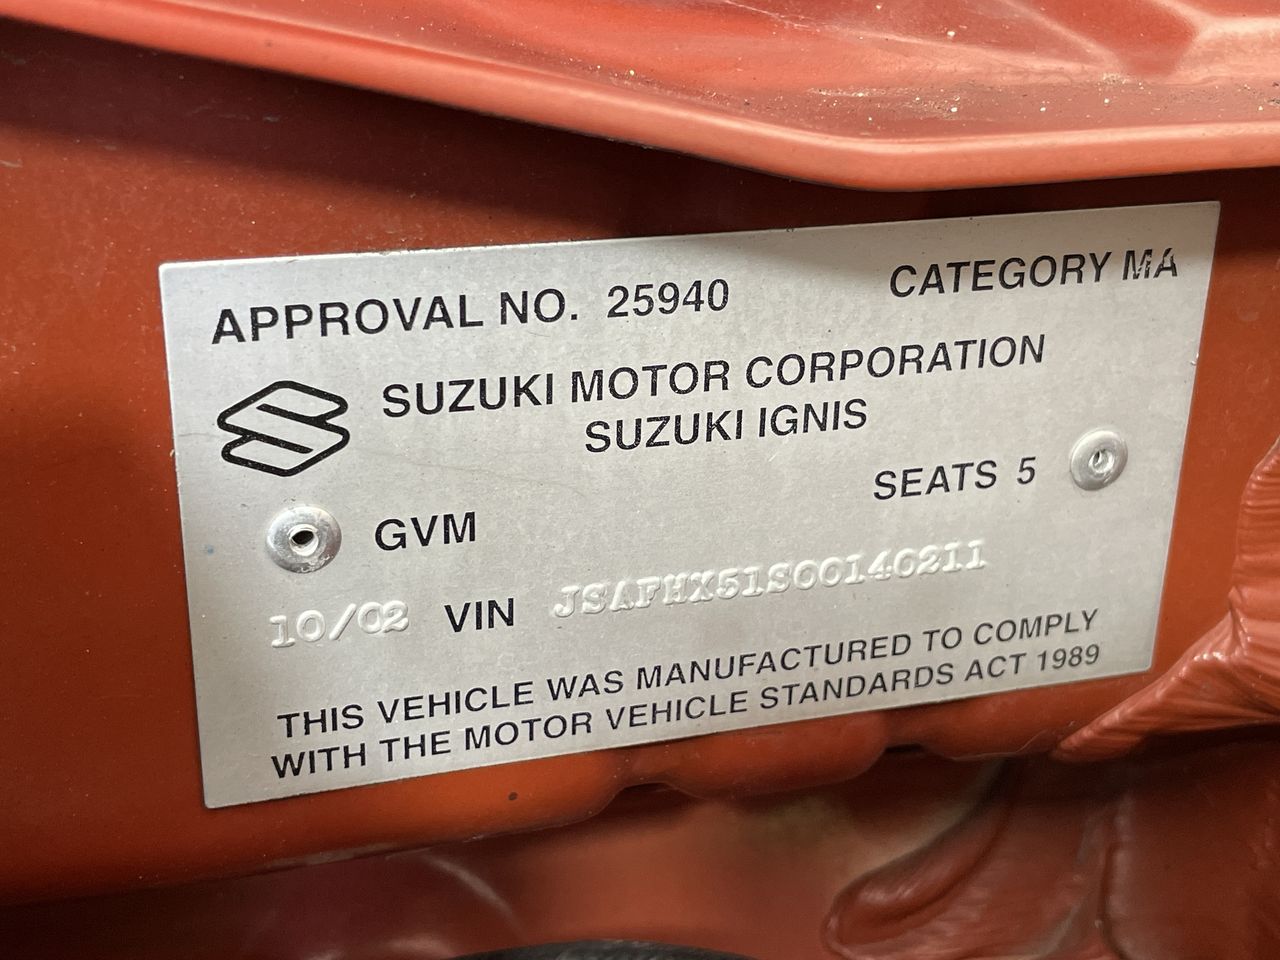 APPROVAL NO. 25940 CATEGORY MA
SUZUKI MOTOR CORPORATION
SUZUKI IGNIS
SEATS 5
GVM
10/02 VIN JSAFHX51S00140211
THIS VEHICLE WAS MANUFACTURED TO COMPLY
WITH THE MOTOR VEHICLE STANDARDS ACT 1989